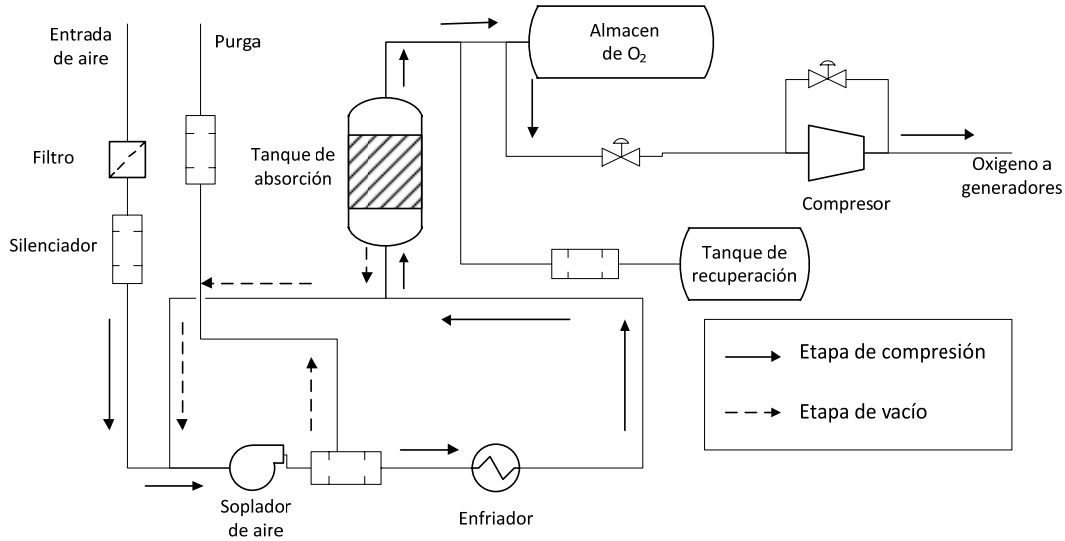 Entrada
de aire
Purga
Almacen
de O₂
Filtro
Tanque de
absorción
Oxigeno a
generadores
Compresor
Silenciador
Tanque de
recuperación
Etapa de compresión
Etapa de vacío
Soplador
de aire
Enfriador